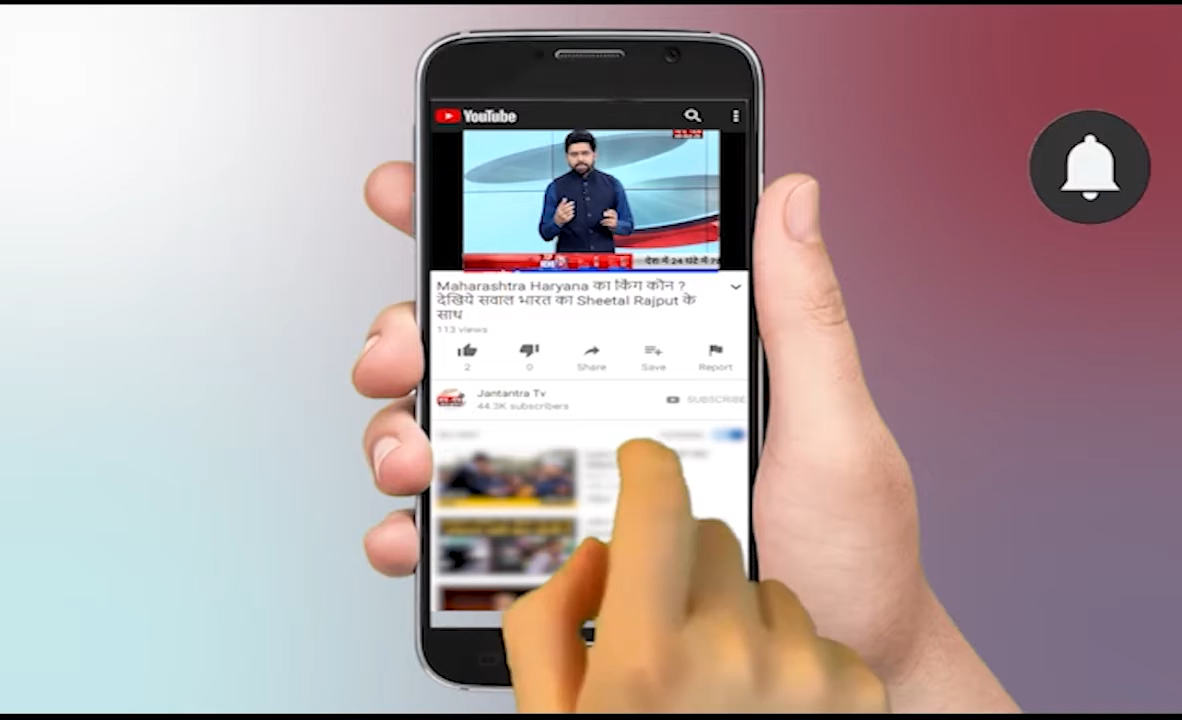 YouTube
देश में 24 घंटे में
Maharashtra Haryana का किंग कौन ?
देखिये सवाल भारत का Sheetal Rajput के
साथ
113 views
2
0
Share
Save
Report
Jantantra Tv
44.3K subscribers
SUBSCRIBE